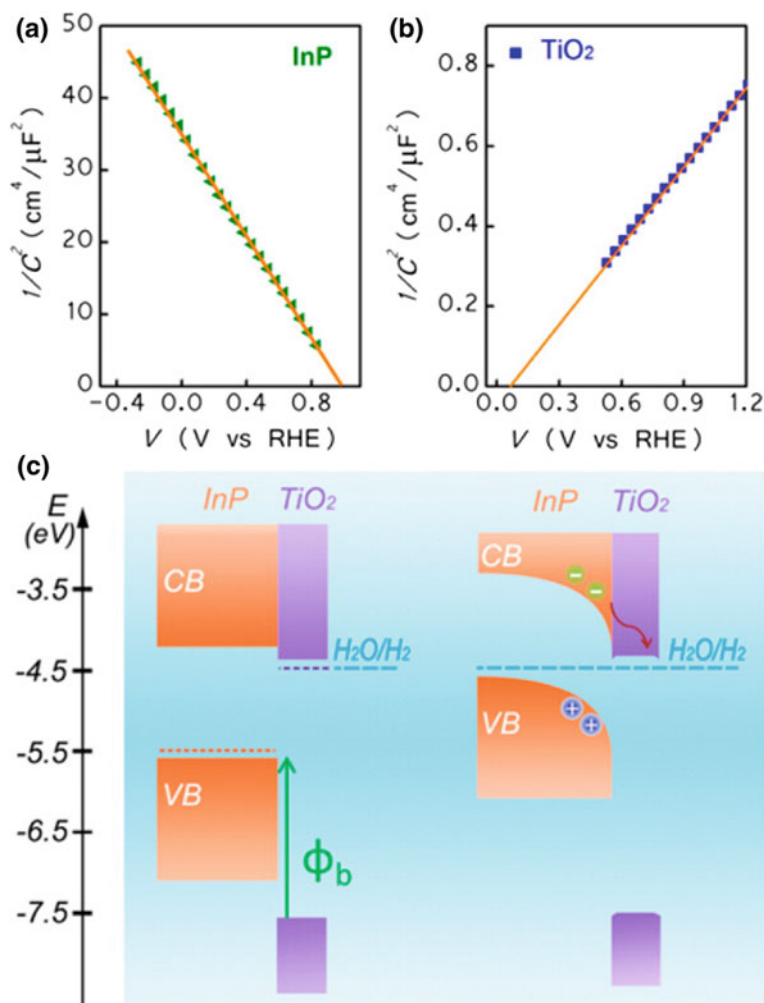 (a)
InP
50
40
30
20
10
0
1/C² (cm⁴/μF²)
-0.4 0.0 0.4 0.8
V (V vs RHE)
(b)
TiO₂
0.8
0.6
0.4
0.2
0.0
1/C² (cm⁴/μF²)
0.0 0.3 0.6 0.9 1.2
V (V vs RHE)
(c)
E
(eV)
-3.5
-4.5
-5.5
-6.5
-7.5
InP TiO₂
CB
H₂O/H₂
VB
Φb
InP TiO₂
CB
H₂O/H₂
VB